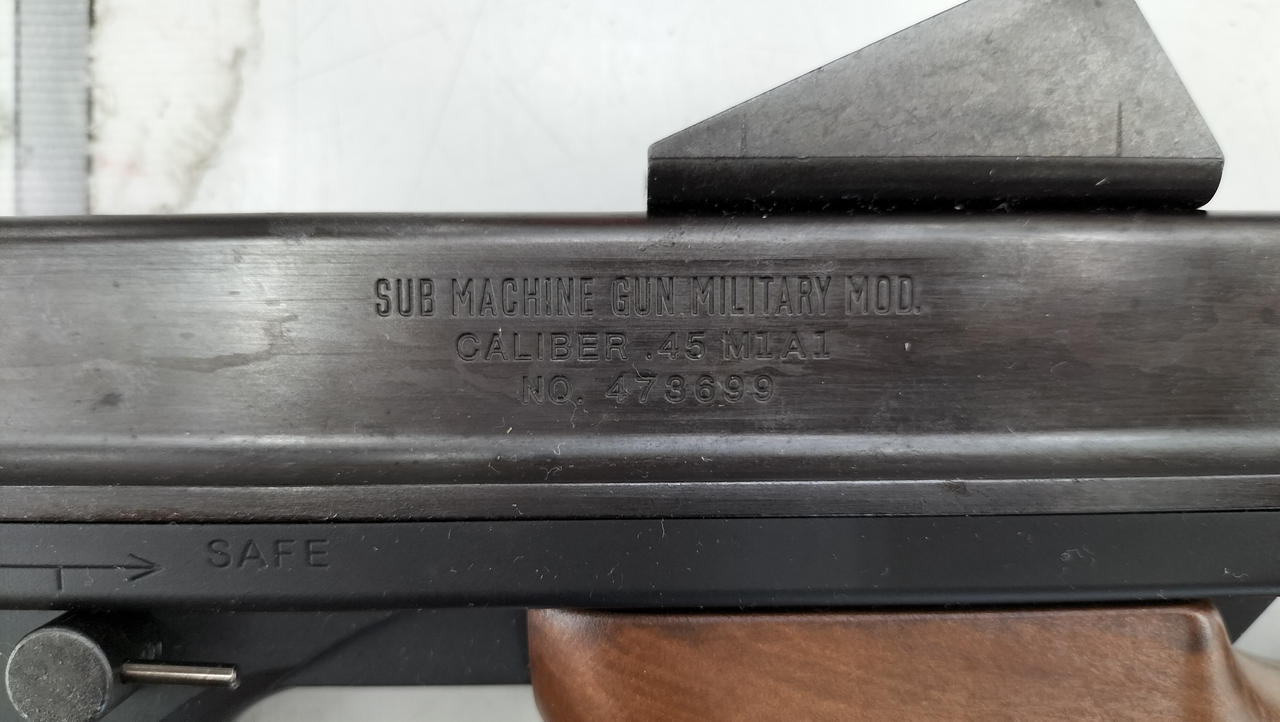 SUB MACHINE GUN MILITARY MOD.
CALIBER .45 M1A1
NO. 473699
SAFE